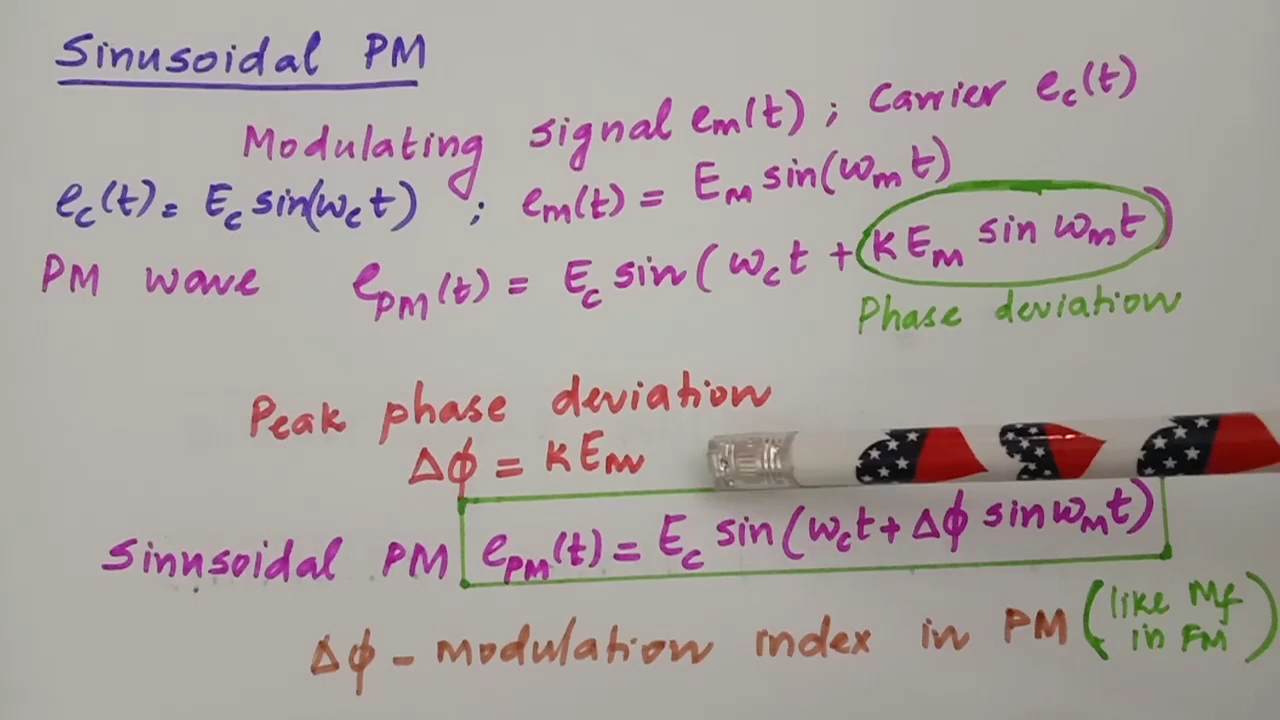 Sinusoidal PM
Modulating signal em(t) ; Carrier ec(t)
ec(t) = Ec sin(ωct) ; em(t) = EM sin(ωmt)
PM wave ePM(t) = Ec sin(ωct + KEm sin ωmt)
Phase deviation
Peak phase deviation
Δϕ = KEm
Sinusoidal PM ePM(t) = Ec sin(ωct + Δϕ sinωmt)
Δϕ - modulation index in PM (like Mf in FM)